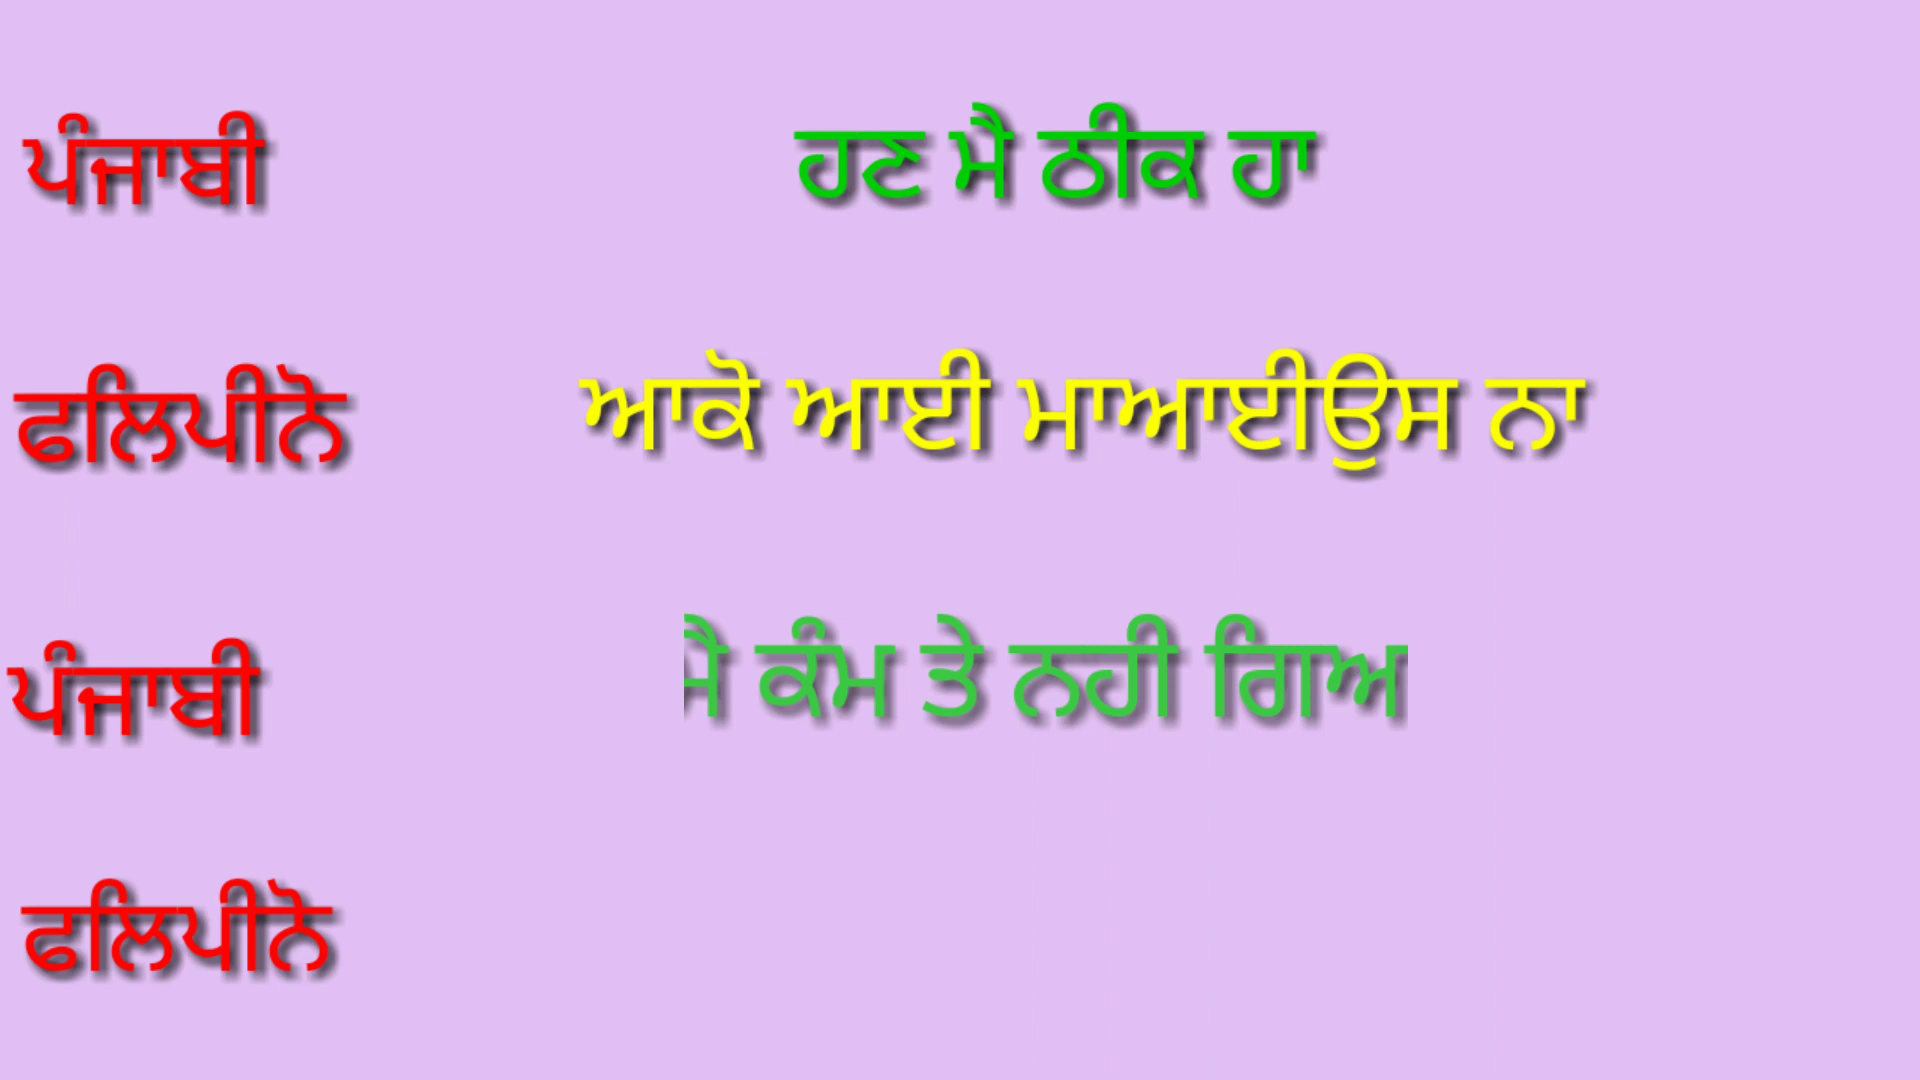 ਪੰਜਾਬੀ ਹਣ ਮੈ ਠੀਕ ਹਾ
ਫਲਿਪੀਨੋ ਆਕੋ ਆਈ ਮਾਆਈਉਸ ਨਾ
ਪੰਜਾਬੀ ਮੈ ਕੰਮ ਤੇ ਨਹੀ ਗਿਅ
ਫਲਿਪੀਨੋ